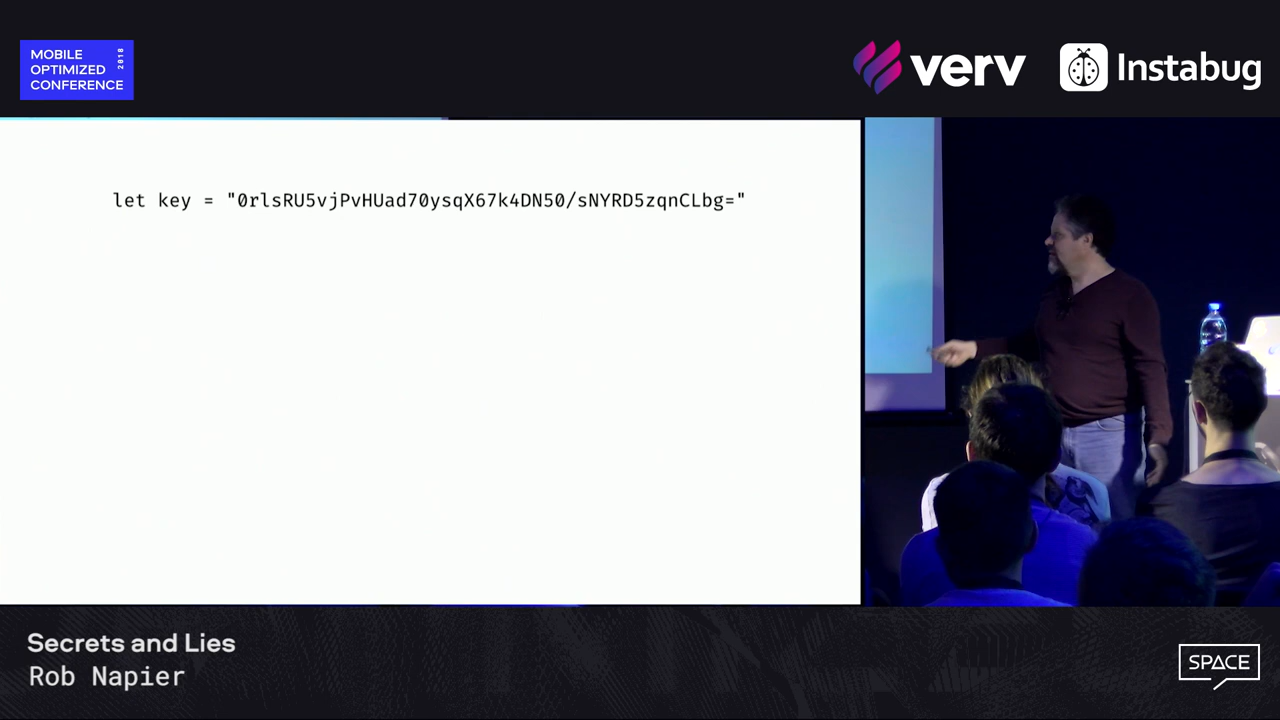 MOBILE
OPTIMIZED
CONFERENCE
2018
verv
Instabug
let key = "0rlsRU5vjPvHUad70ysqX67k4DN50/sNYRD5zqnCLbg="
Secrets and Lies
Rob Napier
SPACE